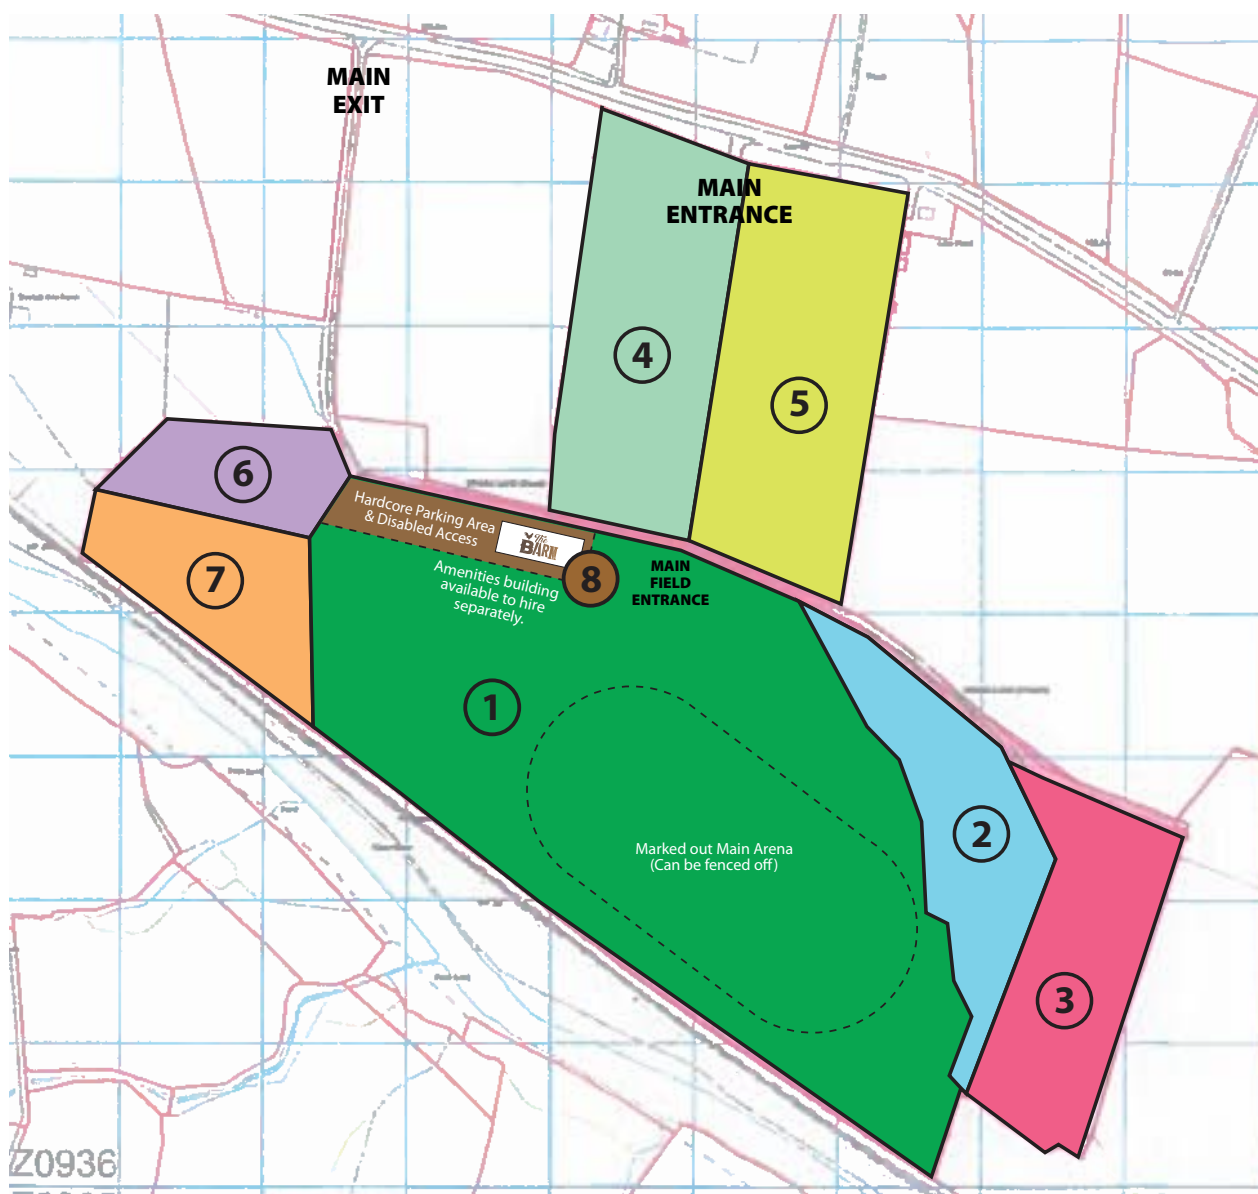 MAIN
EXIT
MAIN
ENTRANCE
4
5
6
Hardcore Parking Area
& Disabled Access
The
BARN
7
8
MAIN
FIELD
ENTRANCE
Amenities building
available to hire
separately.
1
Marked out Main Arena
(Can be fenced off)
2
3
Z0936